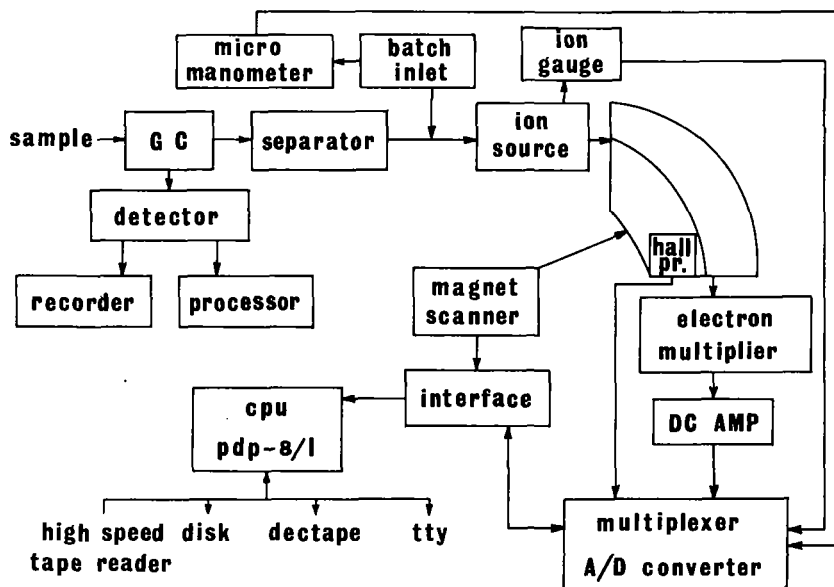 micro
manometer
batch
inlet
ion
gauge
sample
GC
separator
ion
source
detector
hall
pr.
recorder
processor
magnet
scanner
electron
multiplier
cpu
pdp-8/I
interface
DC AMP
high speed
tape reader
disk
dectape
tty
multiplexer
A/D converter